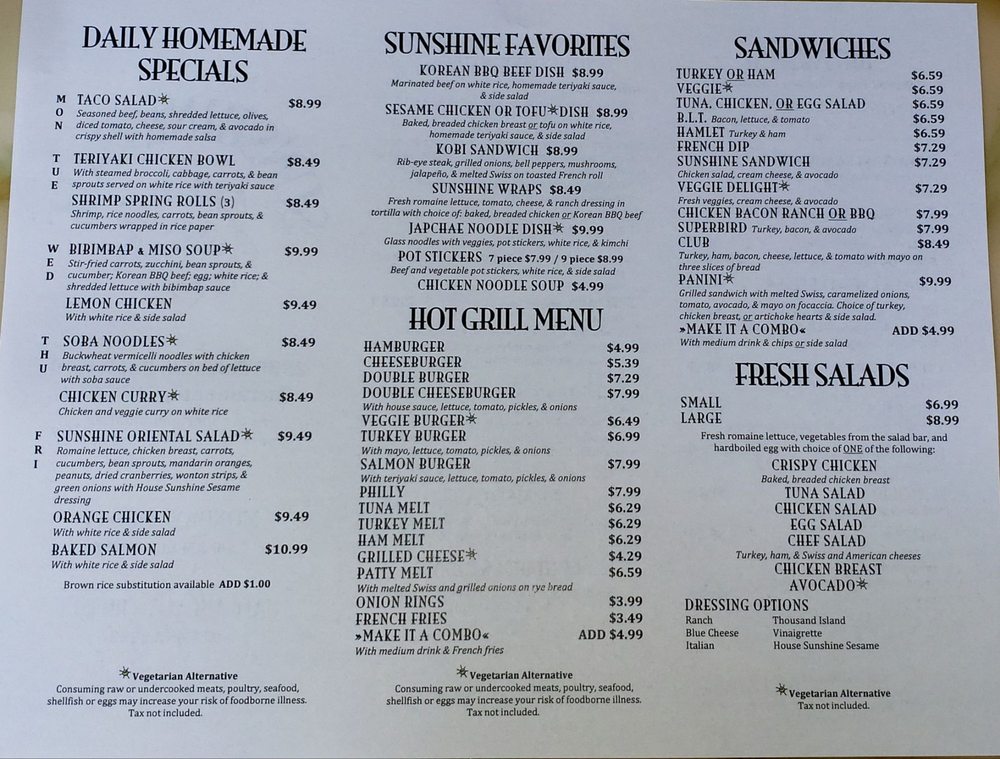 DAILY HOMEMADE
SPECIALS
MON
TACO SALAD* $8.99
Seasoned beef, beans, shredded lettuce, olives,
diced tomato, cheese, sour cream, & avocado in
crispy shell with homemade salsa
TUE
TERIYAKI CHICKEN BOWL $8.49
With steamed broccoli, cabbage, carrots, & bean
sprouts served on white rice with teriyaki sauce
SHRIMP SPRING ROLLS (3) $8.49
Shrimp, rice noodles, carrots, bean sprouts, &
cucumbers wrapped in rice paper
WED
BIBIMBAP & MISO SOUP* $9.99
Stir-fried carrots, zucchini, bean sprouts, &
cucumber; Korean BBQ beef; egg; white rice; &
shredded lettuce with bibimbap sauce
LEMON CHICKEN $9.49
With white rice & side salad
THU
SOBA NOODLES* $8.49
Buckwheat vermicelli noodles with chicken
breast, carrots, & cucumbers on bed of lettuce
with soba sauce
CHICKEN CURRY* $8.49
Chicken and veggie curry on white rice
FRI
SUNSHINE ORIENTAL SALAD* $9.49
Romaine lettuce, chicken breast, carrots,
cucumbers, bean sprouts, mandarin oranges,
peanuts, dried cranberries, wonton strips, &
green onions with House Sunshine Sesame
dressing
ORANGE CHICKEN $9.49
With white rice & side salad
BAKED SALMON $10.99
With white rice & side salad
Brown rice substitution available ADD $1.00
*Vegetarian Alternative
Consuming raw or undercooked meats, poultry, seafood,
shellfish or eggs may increase your risk of foodborne illness.
Tax not included.
SUNSHINE FAVORITES
KOREAN BBQ BEEF DISH $8.99
Marinated beef on white rice, homemade teriyaki sauce,
& side salad
SESAME CHICKEN OR TOFU* DISH $8.99
Baked, breaded chicken breast or tofu on white rice,
homemade teriyaki sauce, & side salad
KOBI SANDWICH $8.99
Rib-eye steak, grilled onions, bell peppers, mushrooms,
jalapeño, & melted Swiss on toasted French roll
SUNSHINE WRAPS $8.49
Fresh romaine lettuce, tomato, cheese, & ranch dressing in
tortilla with choice of: baked, breaded chicken or Korean BBQ beef
JAPCHAE NOODLE DISH* $9.99
Glass noodles with veggies, pot stickers, white rice, & kimchi
POT STICKERS 7 piece $7.99 / 9 piece $8.99
Beef and vegetable pot stickers, white rice, & side salad
CHICKEN NOODLE SOUP $4.99
HOT GRILL MENU
HAMBURGER $4.99
CHEESEBURGER $5.39
DOUBLE BURGER $7.29
DOUBLE CHEESEBURGER $7.99
With house sauce, lettuce, tomato, pickles, & onions
VEGGIE BURGER* $6.49
TURKEY BURGER $6.99
With mayo, lettuce, tomato, pickles, & onions
SALMON BURGER $7.99
With teriyaki sauce, lettuce, tomato, pickles, & onions
PHILLY $7.99
TUNA MELT $6.29
TURKEY MELT $6.29
HAM MELT $6.29
GRILLED CHEESE* $4.29
PATTY MELT $6.59
With melted Swiss and grilled onions on rye bread
ONION RINGS $3.99
FRENCH FRIES $3.49
»MAKE IT A COMBO« ADD $4.99
With medium drink & French fries
*Vegetarian Alternative
Consuming raw or undercooked meats, poultry, seafood,
shellfish or eggs may increase your risk of foodborne illness.
Tax not included.
SANDWICHES
TURKEY OR HAM $6.59
VEGGIE* $6.59
TUNA, CHICKEN, OR EGG SALAD $6.59
B.L.T. Bacon, lettuce, & tomato $6.59
HAMLET Turkey & ham $6.59
FRENCH DIP $7.29
SUNSHINE SANDWICH $7.29
Chicken salad, cream cheese, & avocado
VEGGIE DELIGHT* $7.29
Fresh veggies, cream cheese, & avocado
CHICKEN BACON RANCH OR BBQ $7.99
SUPERBIRD Turkey, bacon, & avocado $7.99
CLUB $8.49
Turkey, ham, bacon, cheese, lettuce, & tomato with mayo on
three slices of bread
PANINI* $9.99
Grilled sandwich with melted Swiss, caramelized onions,
tomato, avocado, & mayo on focaccia. Choice of turkey,
chicken breast, or artichoke hearts & side salad.
»MAKE IT A COMBO« ADD $4.99
With medium drink & chips or side salad
FRESH SALADS
SMALL $6.99
LARGE $8.99
Fresh romaine lettuce, vegetables from the salad bar, and
hardboiled egg with choice of ONE of the following:
CRISPY CHICKEN
Baked, breaded chicken breast
TUNA SALAD
CHICKEN SALAD
EGG SALAD
CHEF SALAD
Turkey, ham, & Swiss and American cheeses
CHICKEN BREAST
AVOCADO*
DRESSING OPTIONS
Ranch Thousand Island
Blue Cheese Vinaigrette
Italian House Sunshine Sesame
*Vegetarian Alternative
Tax not included.